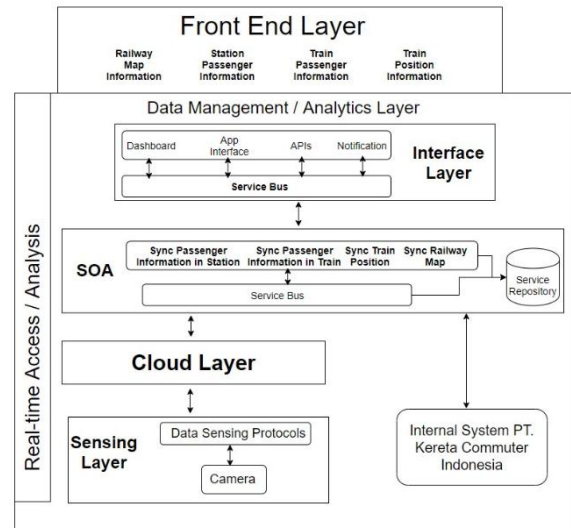 Front End Layer
Railway
Map
Information
Station
Passenger
Information
Train
Passenger
Information
Train
Position
Information
Real-time Access / Analysis
Data Management / Analytics Layer
Dashboard
App
Interface
APIs
Notification
Service Bus
Interface
Layer
SOA
Sync Passenger
Information in Station
Sync Passenger
Information in Train
Sync Train
Position
Sync Railway
Map
Service Bus
Service
Repository
Cloud Layer
Sensing
Layer
Data Sensing Protocols
Camera
Internal System PT.
Kereta Commuter
Indonesia